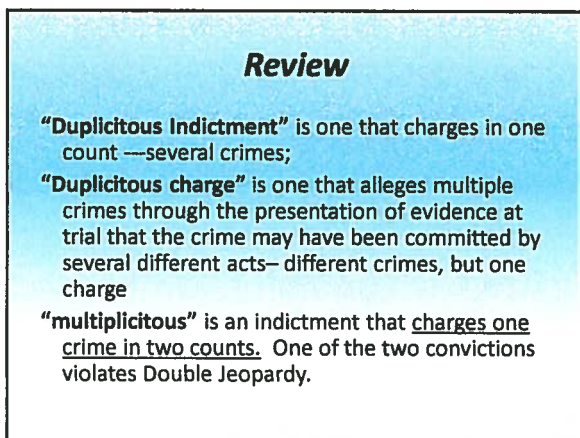 Review
“Duplicitous Indictment” is one that charges in one
count —several crimes;
“Duplicitous charge” is one that alleges multiple
crimes through the presentation of evidence at
trial that the crime may have been committed by
several different acts– different crimes, but one
charge
“multiplicitous” is an indictment that charges one
crime in two counts. One of the two convictions
violates Double Jeopardy.